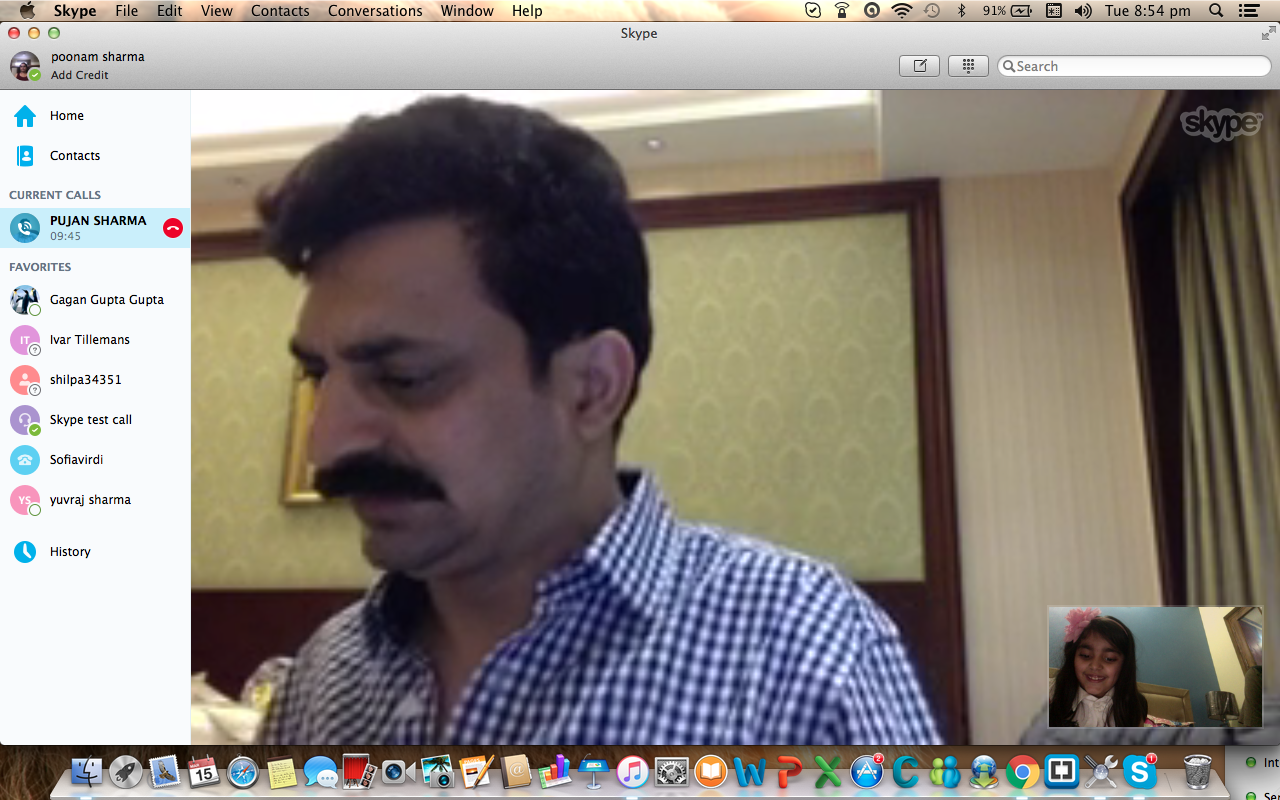 Skype File Edit View Contacts Conversations Window Help 91% Tue 8:54 pm
Skype
poonam sharma
Add Credit
Search
Home
Contacts
CURRENT CALLS
PUJAN SHARMA
09:45
FAVORITES
Gagan Gupta Gupta
IT Ivar Tillemans
shilpa34351
Skype test call
Sofiavirdi
YS yuvraj sharma
History
skype
15
2
1
Int
Ser